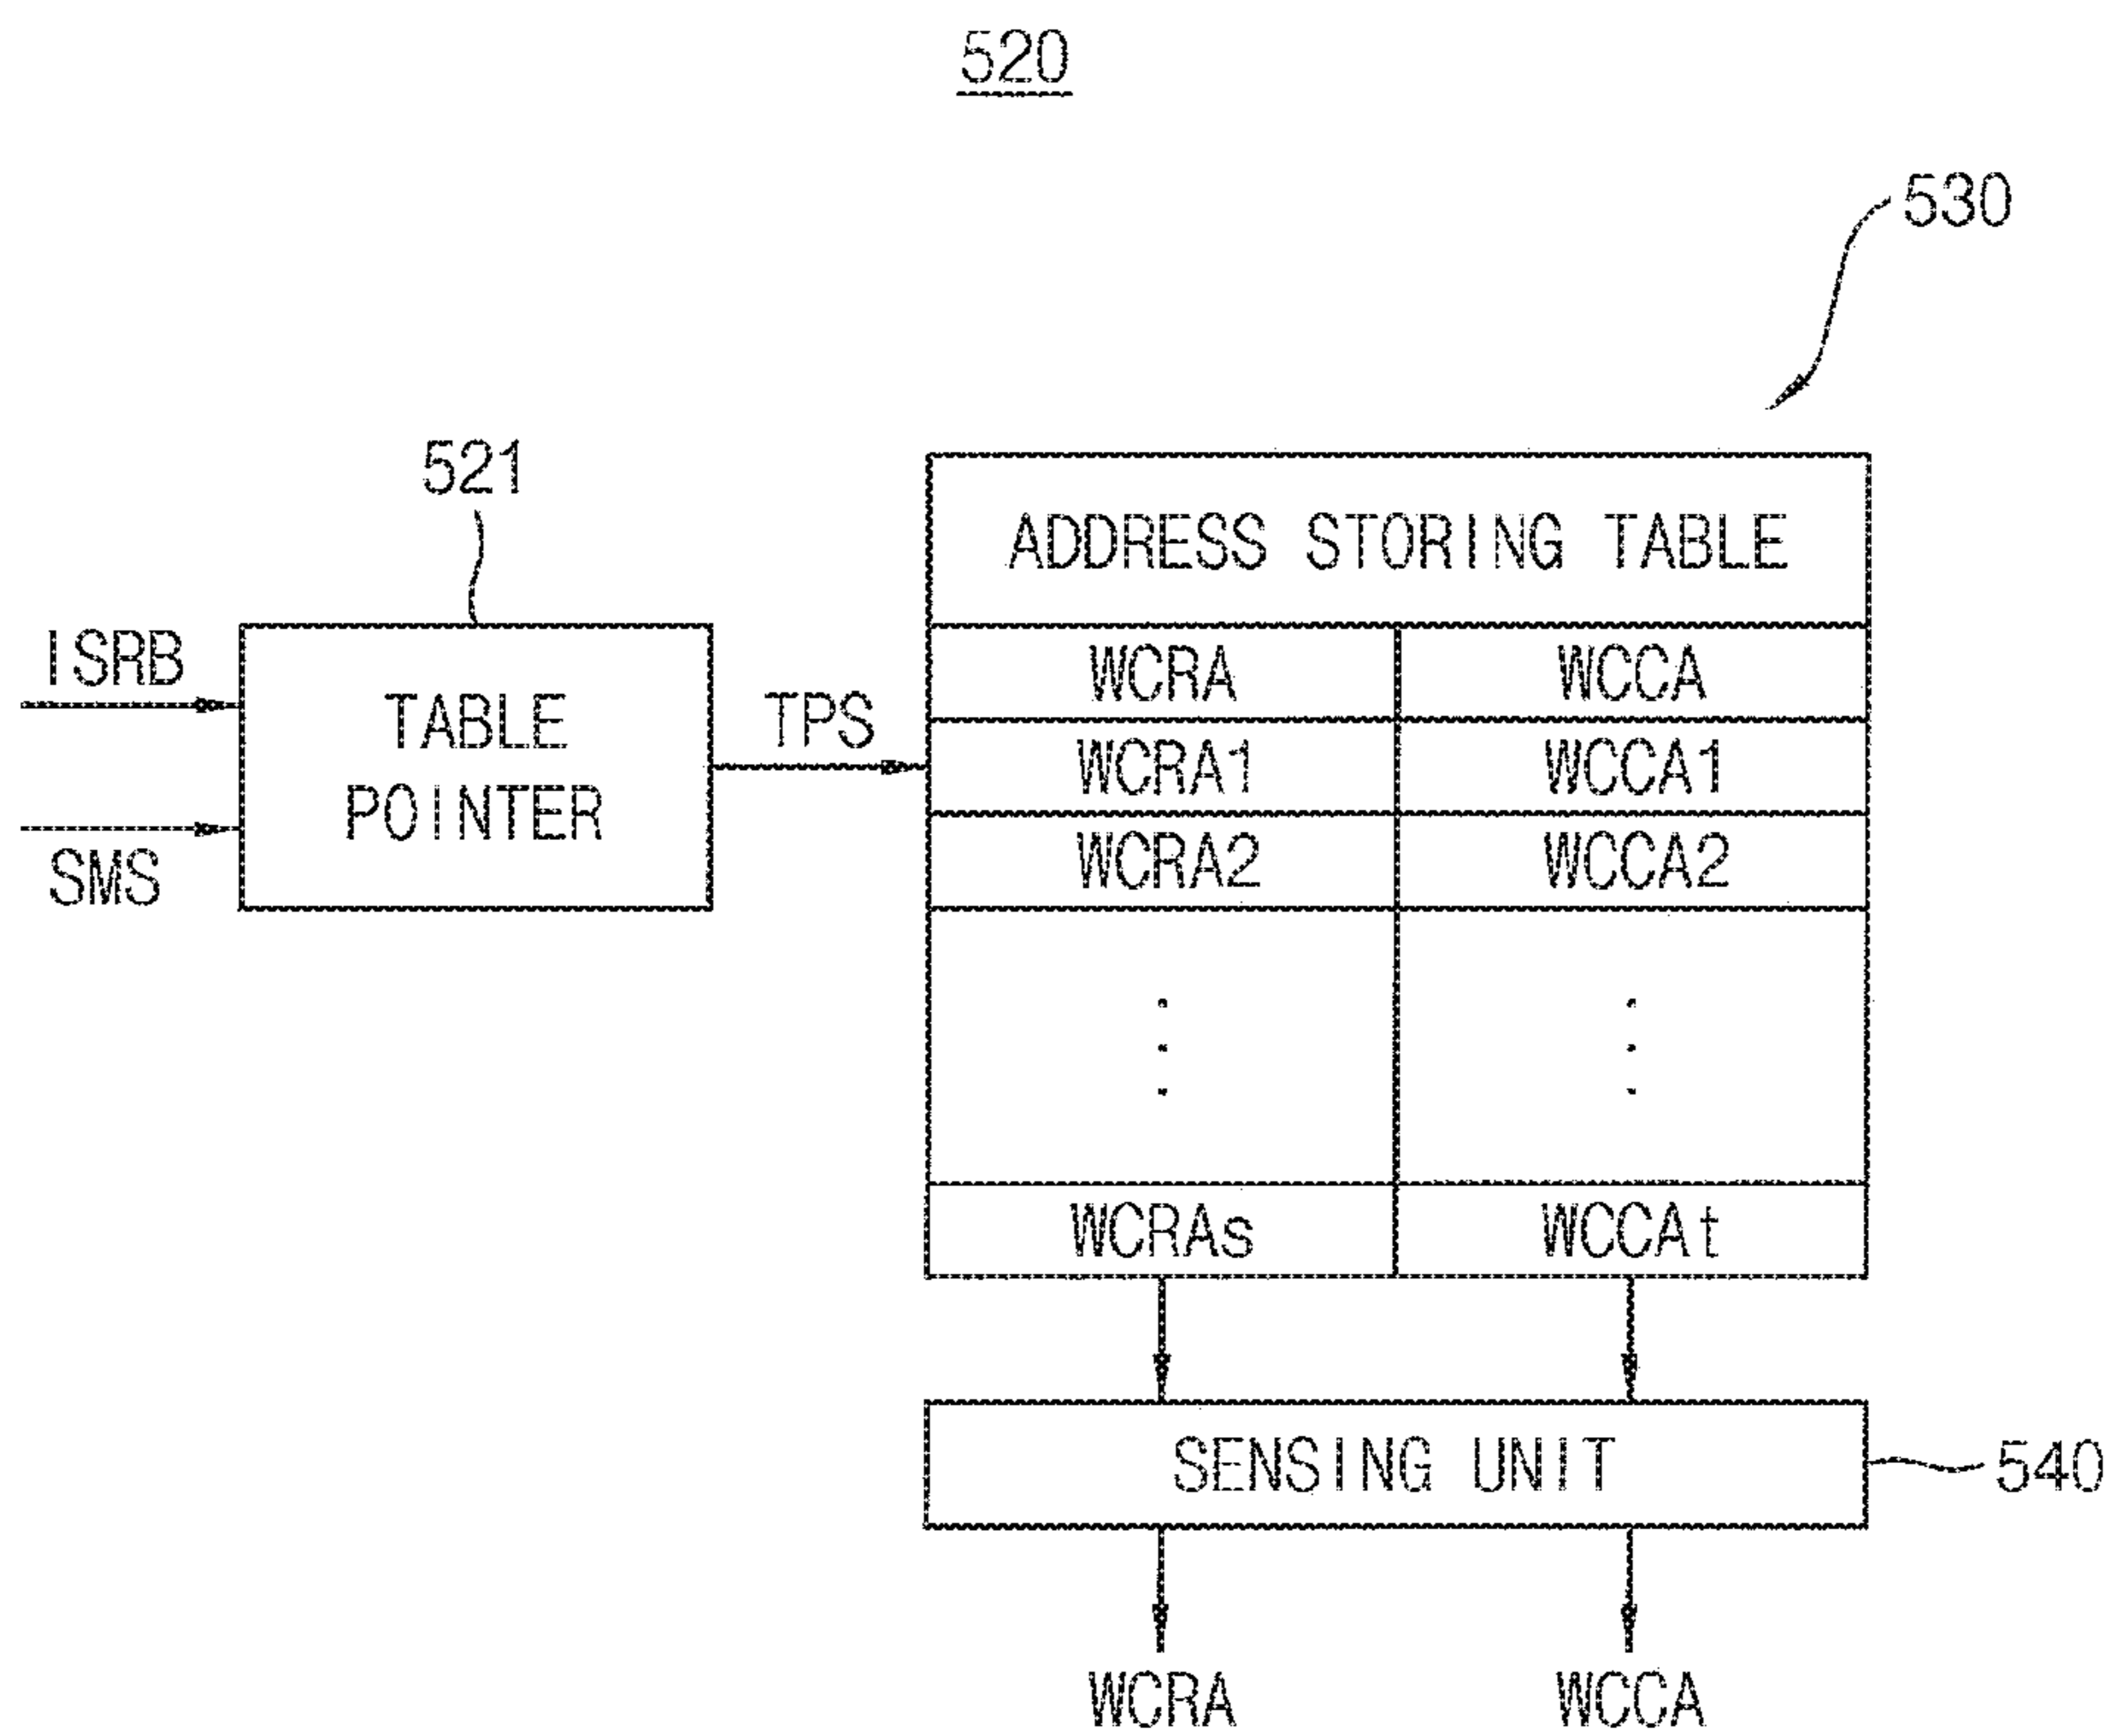 520
530
521
ADDRESS STORING TABLE
ISRB
SMS
TABLE
POINTER
TPS
WCRA WCCA
WCRA1 WCCA1
WCRA2 WCCA2
WCRAs WCCAt
SENSING UNIT
540
WCRA WCCA